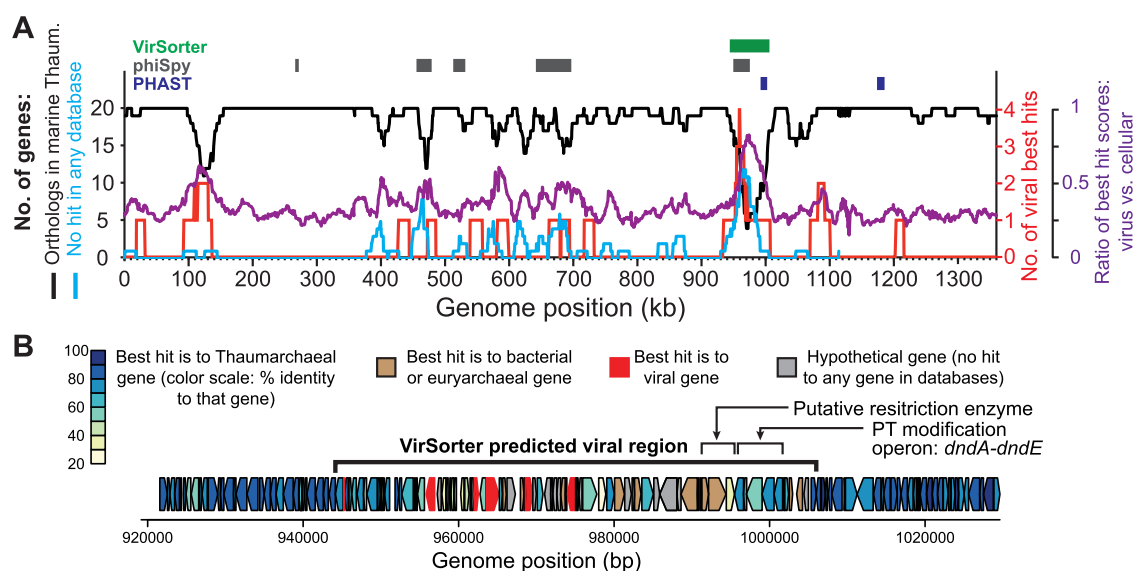 A
VirSorter
phiSpy
PHAST
No. of genes:
Orthologs in marine Thaum.
No hit in any database
20
15
10
5
0
4
3
2
1
0
No. of viral best hits
1
0.5
0
Ratio of best hit scores:
virus vs. cellular
0 100 200 300 400 500 600 700 800 900 1000 1100 1200 1300
Genome position (kb)
B
100
80
60
40
20
Best hit is to Thaumarchaeal
gene (color scale: % identity
to that gene)
Best hit is to bacterial
or euryarchaeal gene
Best hit is to
viral gene
Hypothetical gene (no hit
to any gene in databases)
Putative resitriction enzyme
PT modification
operon: dndA-dndE
VirSorter predicted viral region
920000 940000 960000 980000 1000000 1020000
Genome position (bp)